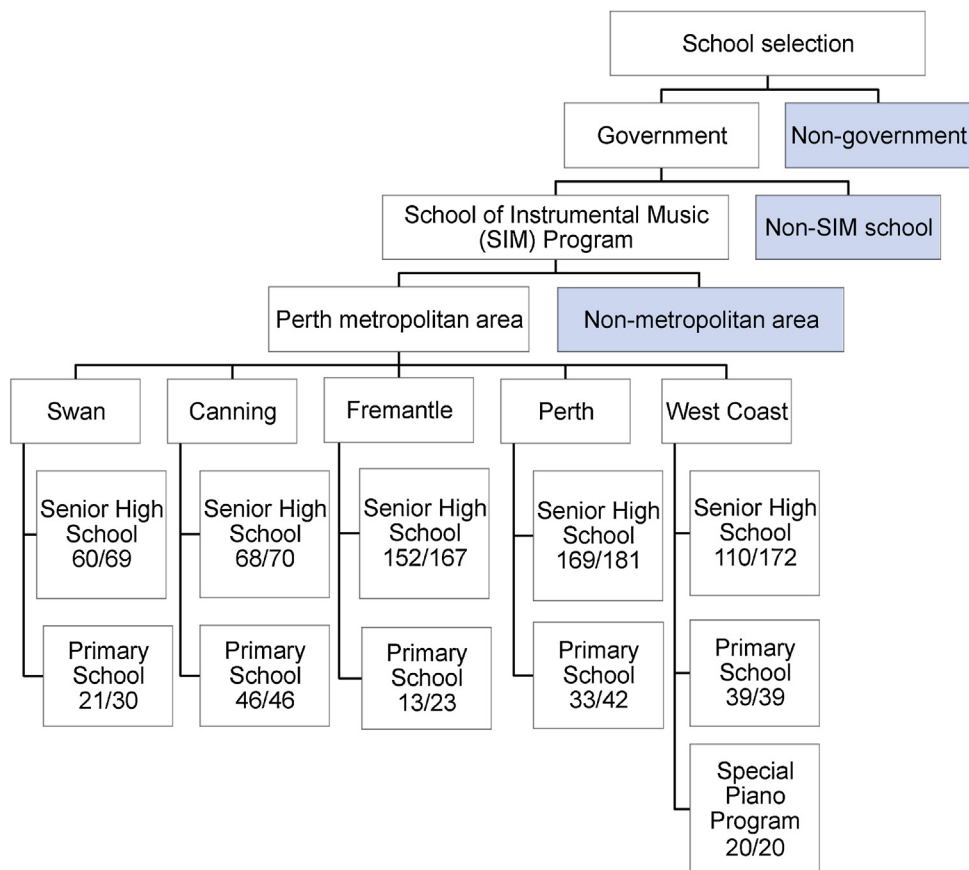 School selection
Government
Non-government
School of Instrumental Music
(SIM) Program
Non-SIM school
Perth metropolitan area
Non-metropolitan area
Swan
Canning
Fremantle
Perth
West Coast
Senior High
School
60/69
Senior High
School
68/70
Senior High
School
152/167
Senior High
School
169/181
Senior High
School
110/172
Primary
School
21/30
Primary
School
46/46
Primary
School
13/23
Primary
School
33/42
Primary
School
39/39
Special
Piano
Program
20/20